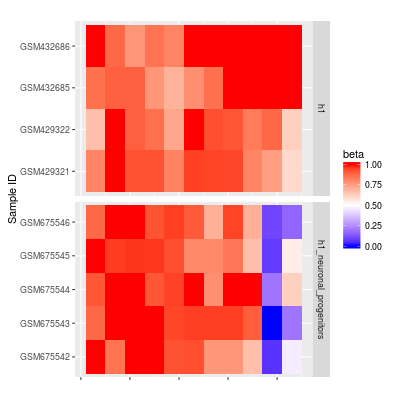 GSM432686
GSM432685
GSM429322
GSM429321
h1
GSM675546
GSM675545
GSM675544
GSM675543
GSM675542
h1_neuronal_progenitors
Sample ID
beta
1.00
0.75
0.50
0.25
0.00